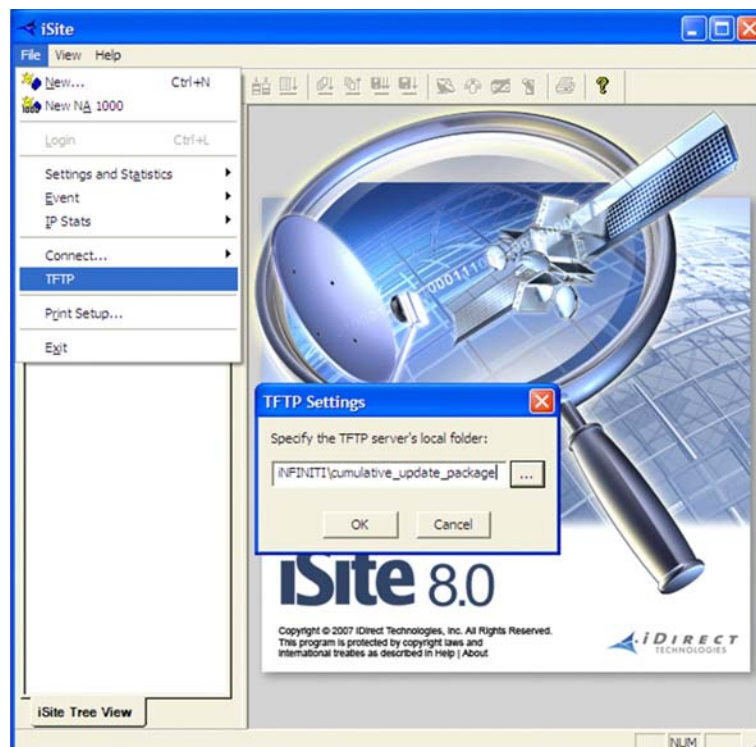 iSite
File View Help
New... Ctrl+N
New NA 1000
Login Ctrl+L
Settings and Statistics
Event
IP Stats
Connect...
TFTP
Print Setup...
Exit
0001110
TFTP Settings
Specify the TFTP server's local folder:
iNFINITI\cumulative_update_package
...
OK Cancel
iSite 8.0
Copyright © 2007 iDirect Technologies, Inc. All Rights Reserved.
This program is protected by copyright laws and
international treaties as described in Help | About
iDIRECT
TECHNOLOGIES
iSite Tree View
NUM